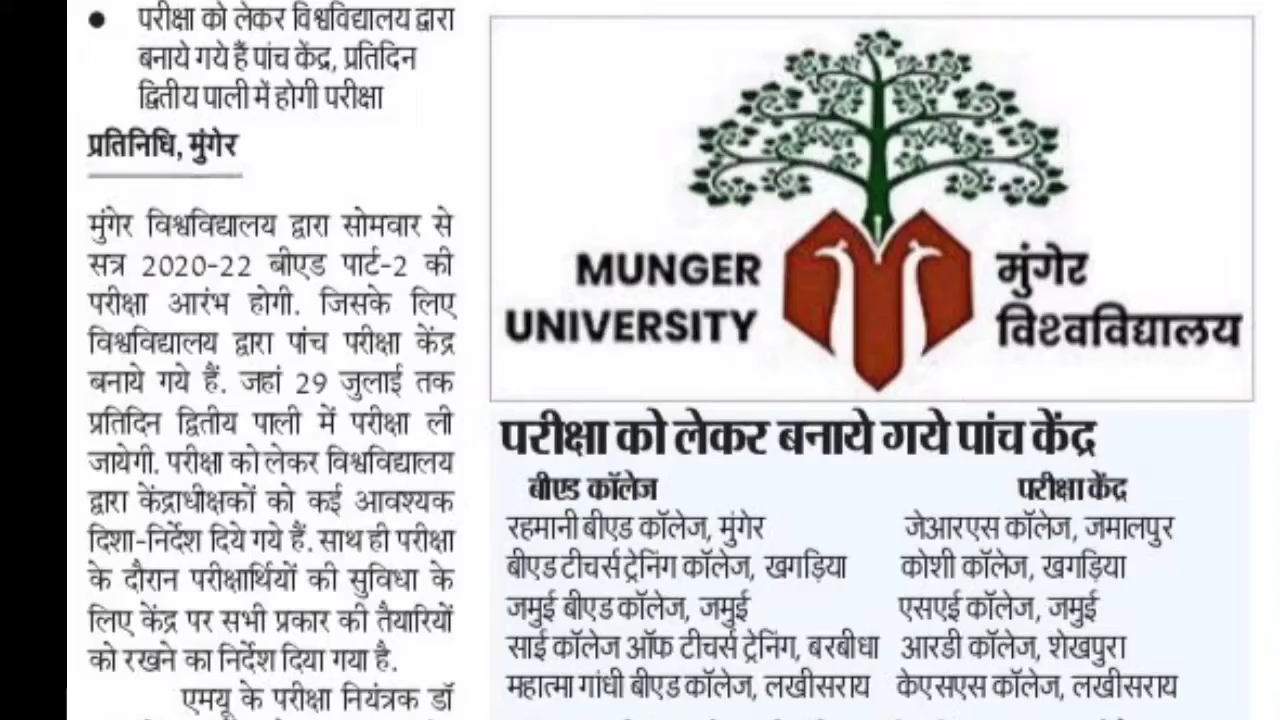 ● परीक्षा को लेकर विश्वविद्यालय द्वारा
बनाये गये हैं पांच केंद्र, प्रतिदिन
द्वितीय पाली में होगी परीक्षा
प्रतिनिधि, मुंगेर
मुंगेर विश्वविद्यालय द्वारा सोमवार से
सत्र 2020-22 बीएड पार्ट-2 की
परीक्षा आरंभ होगी. जिसके लिए
विश्वविद्यालय द्वारा पांच परीक्षा केंद्र
बनाये गये हैं. जहां 29 जुलाई तक
प्रतिदिन द्वितीय पाली में परीक्षा ली
जायेगी. परीक्षा को लेकर विश्वविद्यालय
द्वारा केंद्राधीक्षकों को कई आवश्यक
दिशा-निर्देश दिये गये हैं. साथ ही परीक्षा
के दौरान परीक्षार्थियों की सुविधा के
लिए केंद्र पर सभी प्रकार की तैयारियों
को रखने का निर्देश दिया गया है.
एमयू के परीक्षा नियंत्रक डॉ
MUNGER
UNIVERSITY
मुंगेर
विश्वविद्यालय
परीक्षा को लेकर बनाये गये पांच केंद्र
बीएड कॉलेज परीक्षा केंद्र
रहमानी बीएड कॉलेज, मुंगेर जेआरएस कॉलेज, जमालपुर
बीएड टीचर्स ट्रेनिंग कॉलेज, खगड़िया कोशी कॉलेज, खगड़िया
जमुई बीएड कॉलेज, जमुई एसएई कॉलेज, जमुई
साई कॉलेज ऑफ टीचर्स ट्रेनिंग, बरबीधा आरडी कॉलेज, शेखपुरा
महात्मा गांधी बीएड कॉलेज, लखीसराय केएसएस कॉलेज, लखीसराय